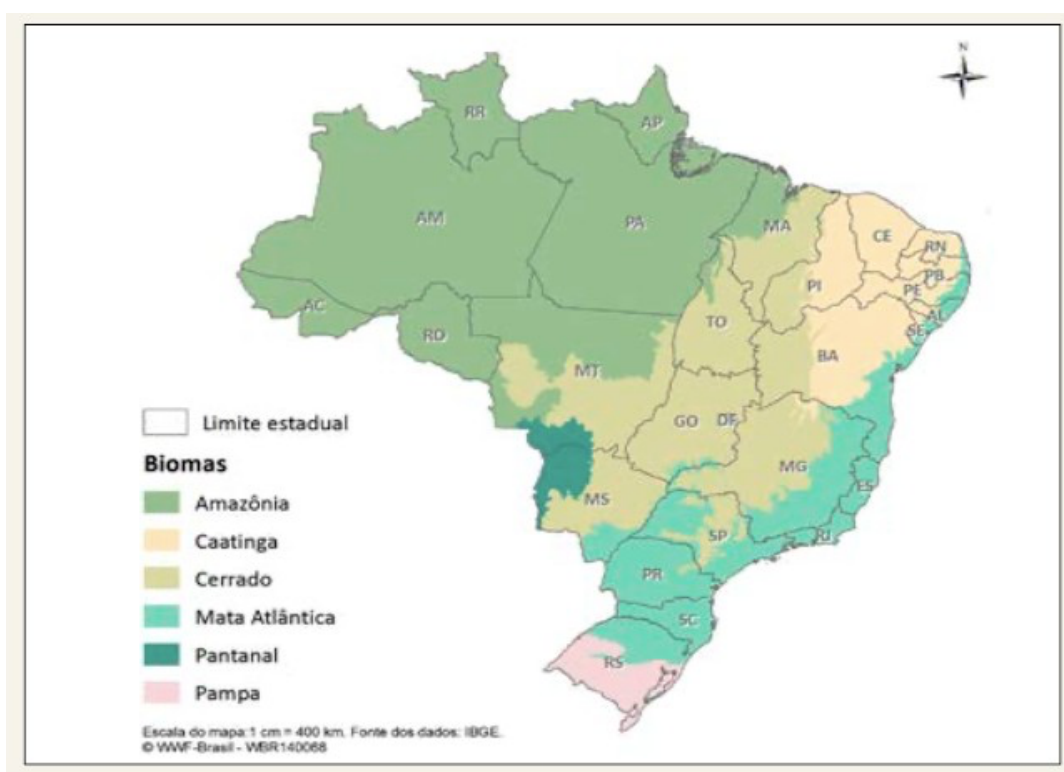 N
RR
AP
AM
PA
MA
CE
RN
PB
PE
AL
SE
PI
AC
RO
TO
BA
MT
GO
DF
MG
ES
MS
SP
RJ
PR
SC
RS
Limite estadual
Biomas
Amazônia
Caatinga
Cerrado
Mata Atlântica
Pantanal
Pampa
Escala do mapa:1 cm = 400 km. Fonte dos dados: IBGE.
© WWF-Brasil - WBR140068